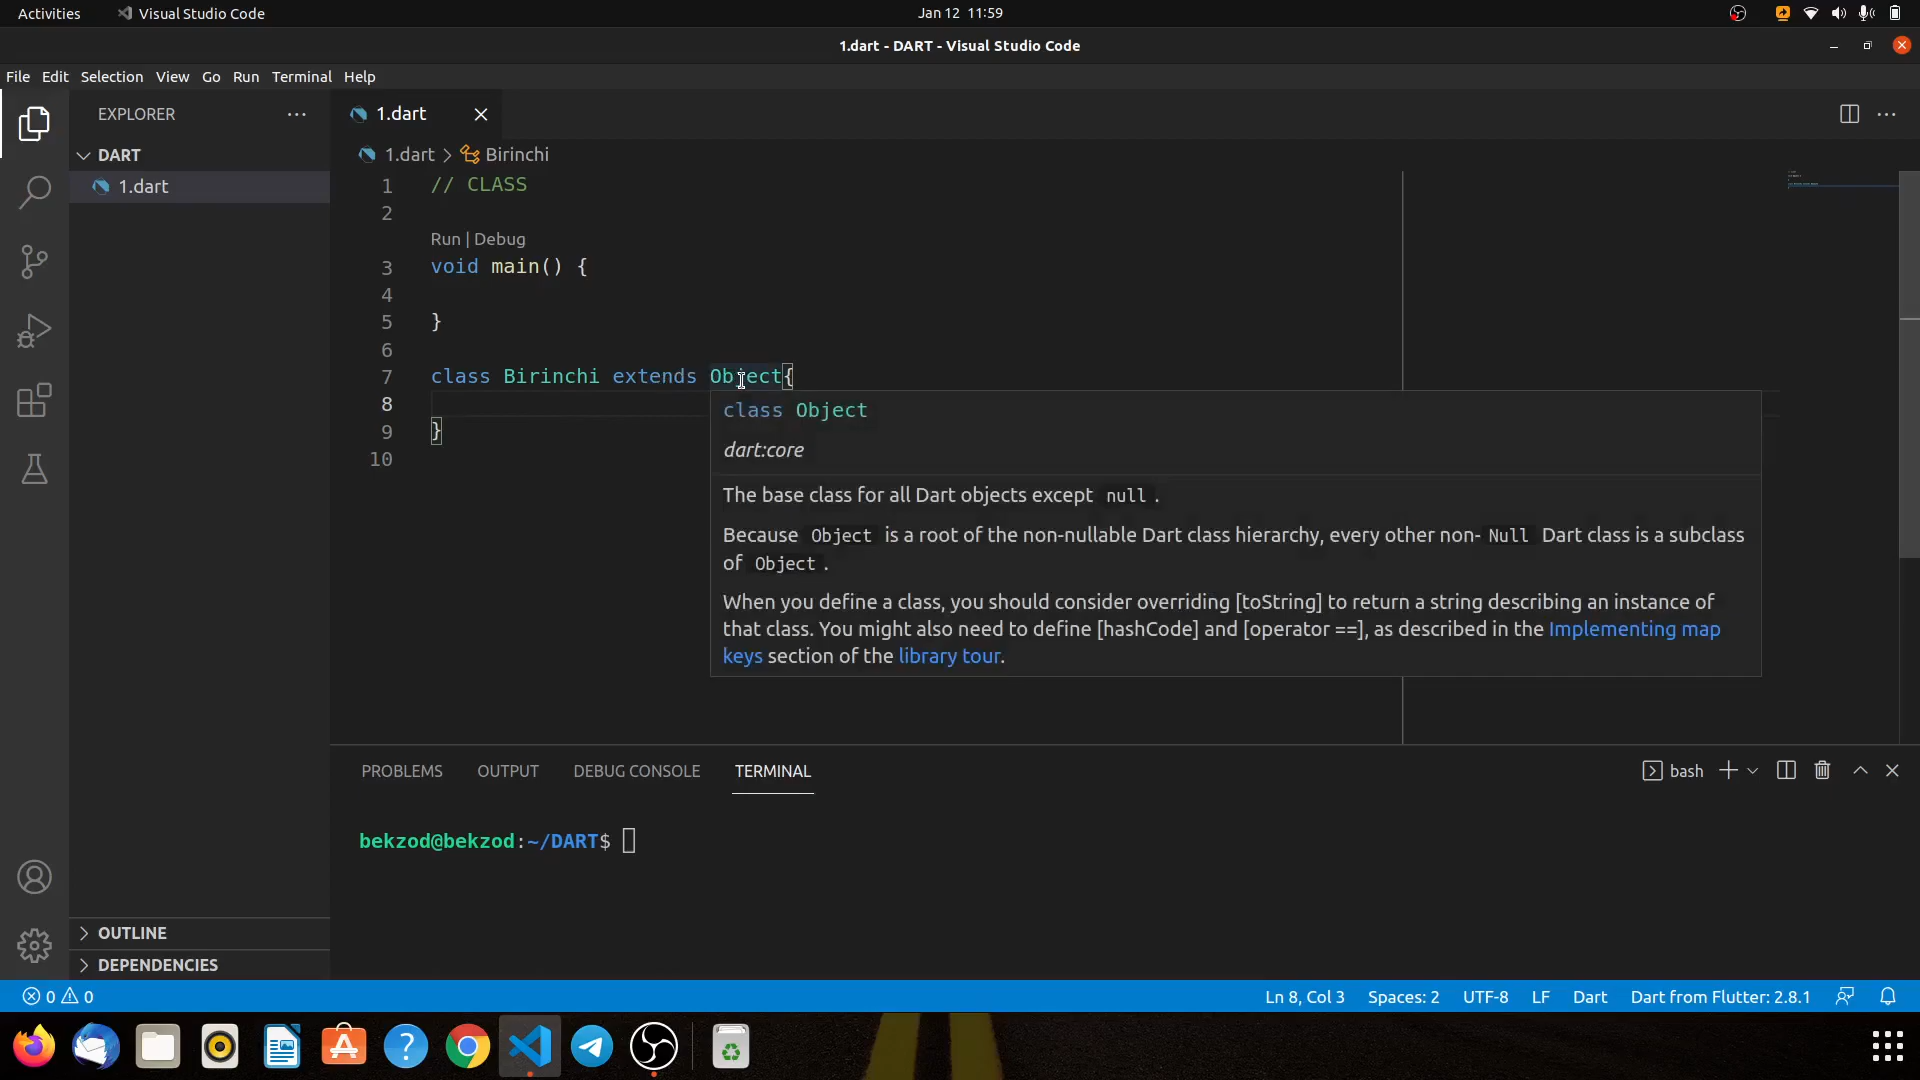 Activities
Visual Studio Code
Jan 12 11:59
1.dart - DART - Visual Studio Code
File Edit Selection View Go Run Terminal Help
EXPLORER
DART
1.dart
1.dart
1.dart > Birinchi
1 // CLASS
2
Run | Debug
3 void main() {
4
5 }
6
7 class Birinchi extends Object{
8
9 }
10
class Object
dart:core
The base class for all Dart objects except null.
Because Object is a root of the non-nullable Dart class hierarchy, every other non-Null Dart class is a subclass
of Object.
When you define a class, you should consider overriding [toString] to return a string describing an instance of
that class. You might also need to define [hashCode] and [operator ==], as described in the Implementing map
keys section of the library tour.
PROBLEMS OUTPUT DEBUG CONSOLE TERMINAL
bash
bekzod@bekzod:~/DART$
OUTLINE
DEPENDENCIES
0 0
Ln 8, Col 3 Spaces: 2 UTF-8 LF Dart Dart from Flutter: 2.8.1